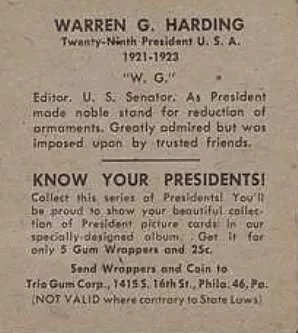 WARREN G. HARDING
Twenty-Ninth President U. S. A.
1921-1923
"W. G."
Editor. U. S. Senator. As President
made noble stand for reduction of
armaments. Greatly admired but was
imposed upon by trusted friends.
KNOW YOUR PRESIDENTS!
Collect this series of Presidents! You'll
be proud to show your beautiful collec-
tion of President picture cards in our
specially-designed album. Get it for
only 5 Gum Wrappers and 25c.
Send Wrappers and Coin to
Trio Gum Corp., 1415 S. 16th St., Phila. 46, Pa.
(NOT VALID where contrary to State Laws)